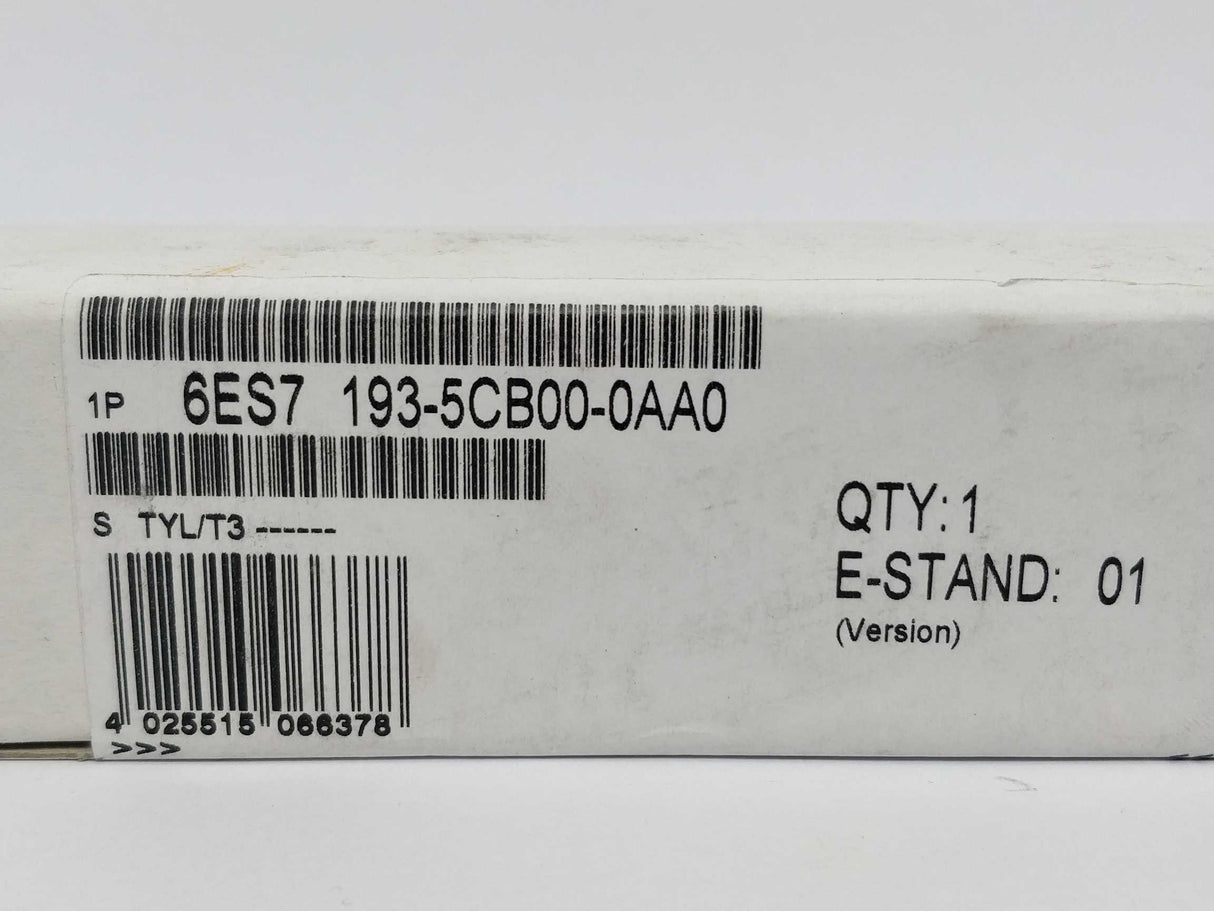 1P 6ES7 193-5CB00-0AA0
S TYL/T3 ------
QTY: 1
E-STAND: 01
(Version)
4 025515 066378
>>>